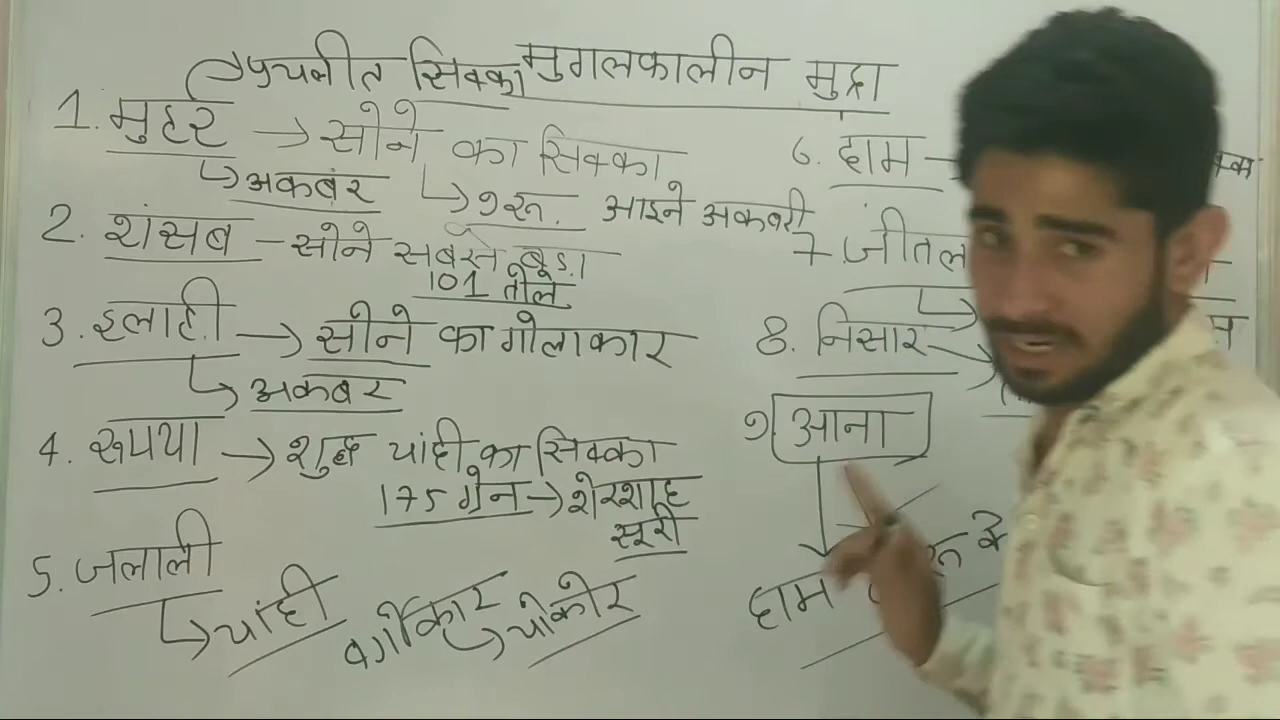 मुगलकालीन मुद्रा
प्रचलीत सिक्का
1. मुहर → सोने का सिक्का
अकबर
९रू. आइने अकबरी
2. शंसब - सोने सबसे बड़ा
101 तोले
3. इलाही → सोने का गोलाकार
अकबर
4. रूपया → शुद्ध चांदी का सिक्का
175 ग्रेन → शेरशाह
सूरी
5. जलाली
चांदी वर्गाकार चौकोर
6. दाम
7. जीतल
8. निसार
9 आना
दाम रू के